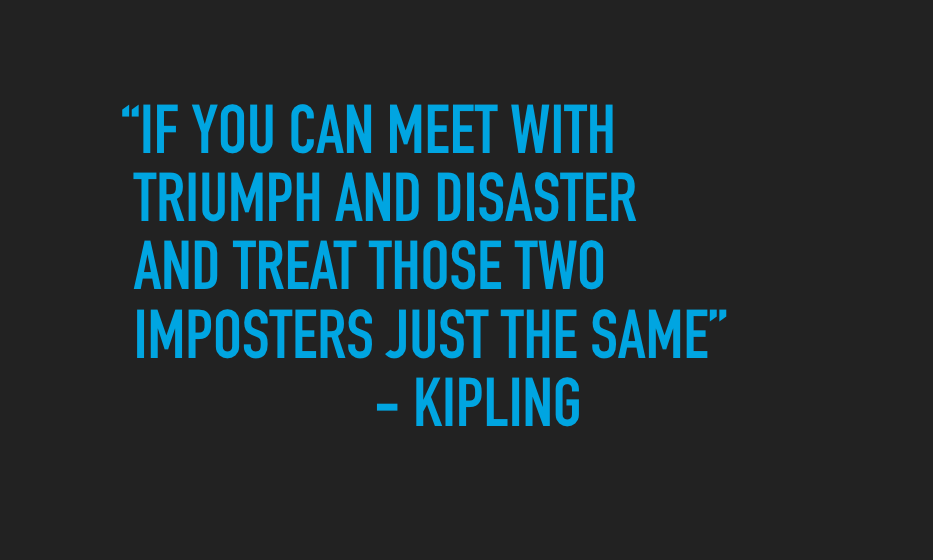 “IF YOU CAN MEET WITH
TRIUMPH AND DISASTER
AND TREAT THOSE TWO
IMPOSTERS JUST THE SAME”
- KIPLING